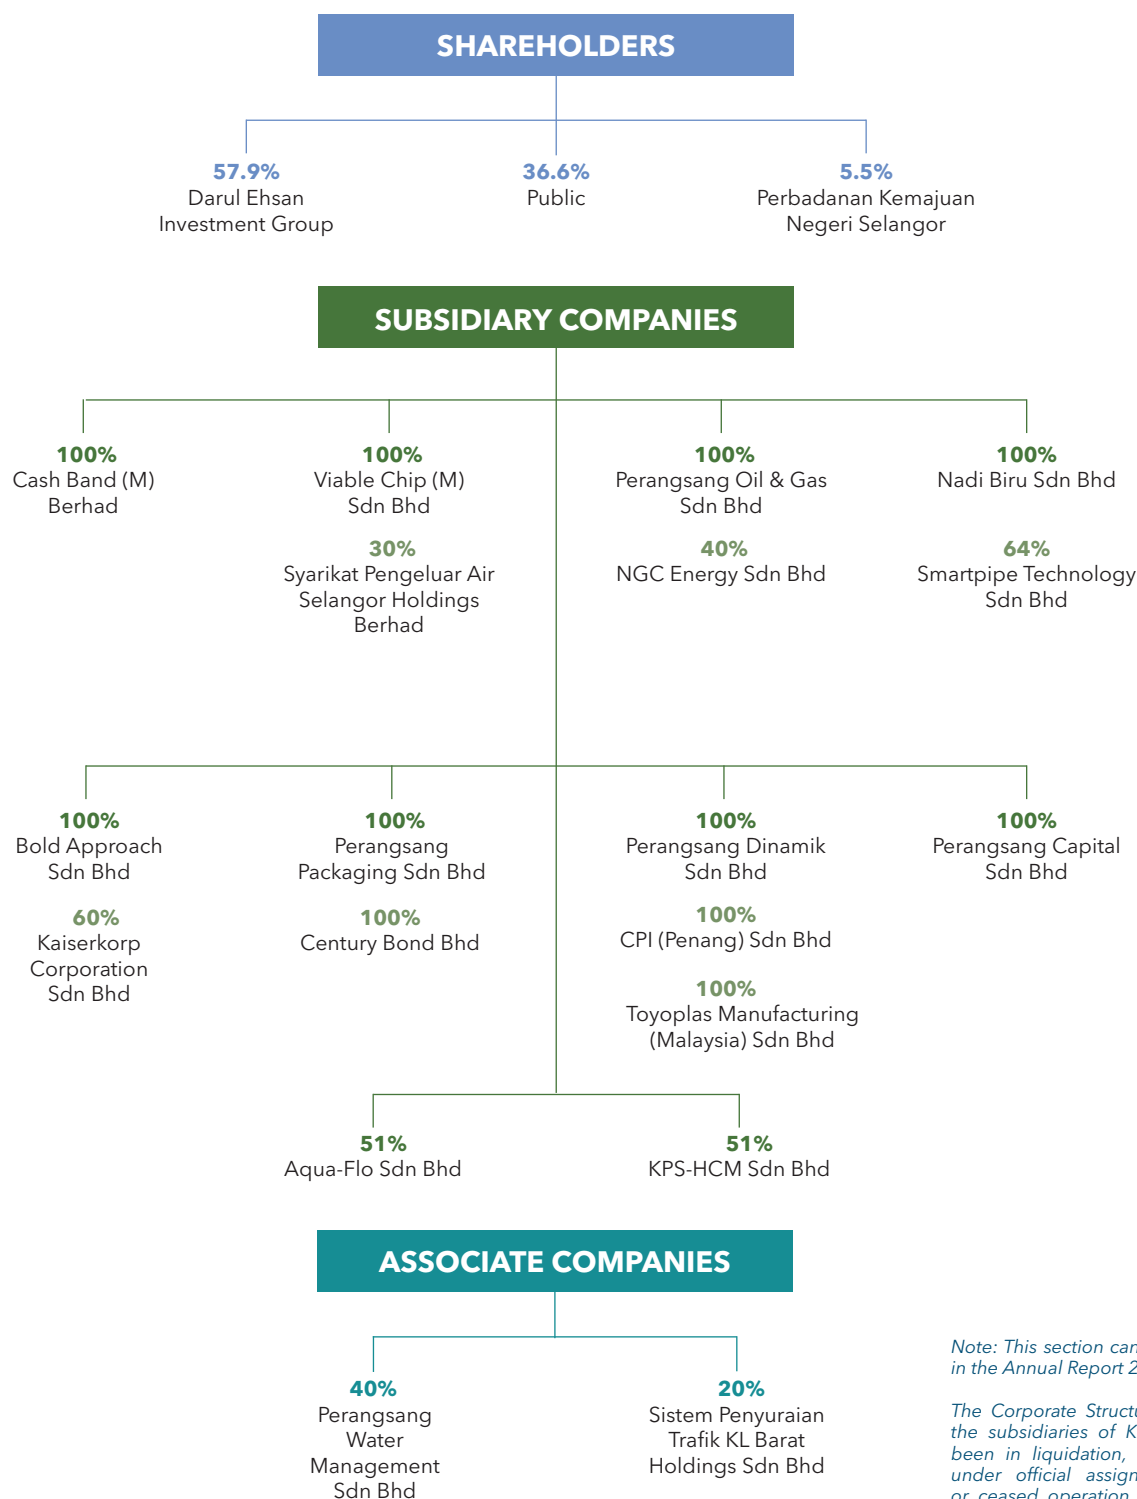 SHAREHOLDERS
57.9%
Darul Ehsan
Investment Group
36.6%
Public
5.5%
Perbadanan Kemajuan
Negeri Selangor
SUBSIDIARY COMPANIES
100%
Cash Band (M)
Berhad
100%
Viable Chip (M)
Sdn Bhd
30%
Syarikat Pengeluar Air
Selangor Holdings
Berhad
100%
Perangsang Oil & Gas
Sdn Bhd
40%
NGC Energy Sdn Bhd
100%
Nadi Biru Sdn Bhd
64%
Smartpipe Technology
Sdn Bhd
100%
Bold Approach
Sdn Bhd
60%
Kaiserkorp
Corporation
Sdn Bhd
100%
Perangsang
Packaging Sdn Bhd
100%
Century Bond Bhd
100%
Perangsang Dinamik
Sdn Bhd
100%
CPI (Penang) Sdn Bhd
100%
Toyoplas Manufacturing
(Malaysia) Sdn Bhd
100%
Perangsang Capital
Sdn Bhd
51%
Aqua-Flo Sdn Bhd
51%
KPS-HCM Sdn Bhd
ASSOCIATE COMPANIES
40%
Perangsang
Water
Management
Sdn Bhd
20%
Sistem Penyuraian
Trafik KL Barat
Holdings Sdn Bhd
Note: This section can
in the Annual Report 2
The Corporate Struct
the subsidiaries of K
been in liquidation,
under official assign
or ceased operation